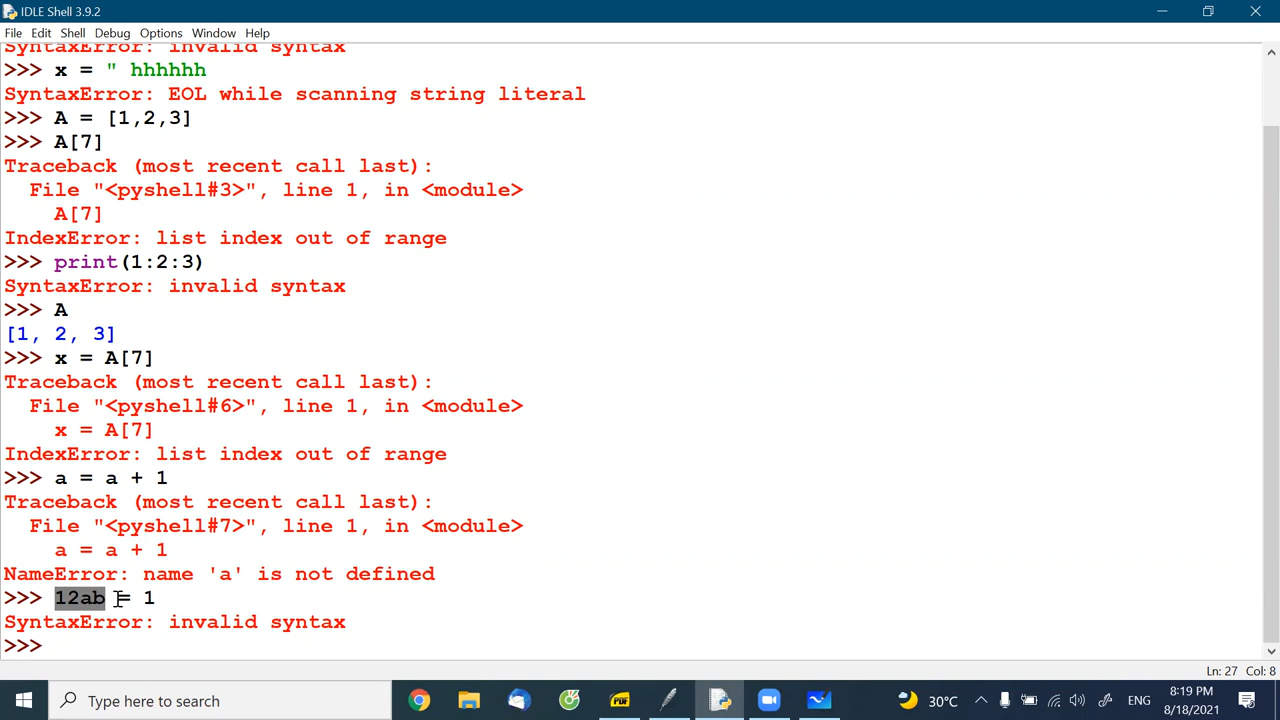 IDLE Shell 3.9.2
File Edit Shell Debug Options Window Help
SyntaxError: invalid syntax
>>> x = " hhhhhh
SyntaxError: EOL while scanning string literal
>>> A = [1,2,3]
>>> A[7]
Traceback (most recent call last):
  File "<pyshell#3>", line 1, in <module>
    A[7]
IndexError: list index out of range
>>> print(1:2:3)
SyntaxError: invalid syntax
>>> A
[1, 2, 3]
>>> x = A[7]
Traceback (most recent call last):
  File "<pyshell#6>", line 1, in <module>
    x = A[7]
IndexError: list index out of range
>>> a = a + 1
Traceback (most recent call last):
  File "<pyshell#7>", line 1, in <module>
    a = a + 1
NameError: name 'a' is not defined
>>> 12ab = 1
SyntaxError: invalid syntax
>>>
Ln: 27 Col: 8
Type here to search
PDF
30°C
ENG
8:19 PM
8/18/2021